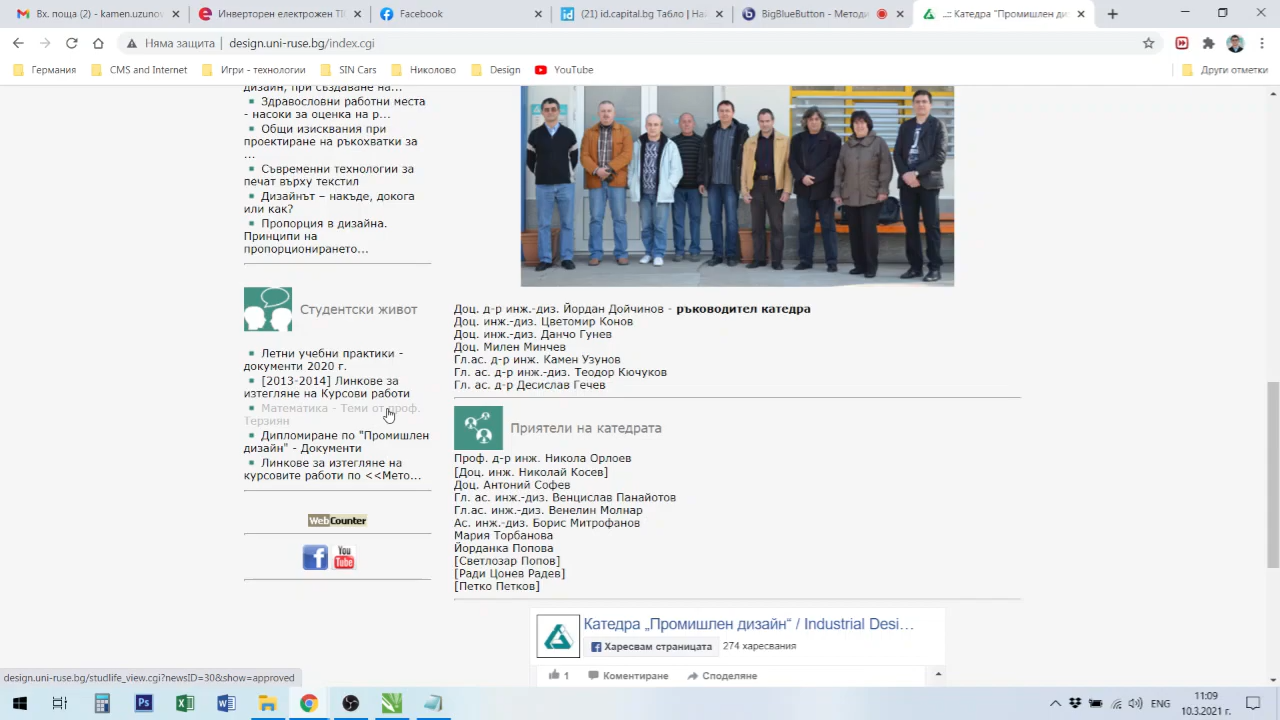 Вх. поща (2) - kamen.uzunov
Интернет електрожен TI
Facebook
(21) id.capital.bg Табло | На
BigBlueButton - Методи
.::: Катедра "Промишлен ди
Няма защита
design.uni-ruse.bg/index.cgi
Германия
CMS and Internet
Игри - технологии
SIN Cars
Николово
Design
YouTube
Други отметки
дизайн, при създаване на...
Здравословни работни места
- насоки за оценка на р...
Общи изисквания при
проектиране на ръкохватки за
...
Съвременни технологии за
печат върху текстил
Дизайнът – накъде, докога
или как?
Пропорция в дизайна.
Принципи на
пропорционирането...
Студентски живот
Летни учебни практики -
документи 2020 г.
[2013-2014] Линкове за
изтегляне на Курсови работи
Математика - Теми от проф.
Терзиян
Дипломиране по "Промишлен
дизайн" - Документи
Линкове за изтегляне на
курсовите работи по <<Мето...
WebCounter
f
You
Tube
Доц. д-р инж.-диз. Йордан Дойчинов - ръководител катедра
Доц. инж.-диз. Цветомир Конов
Доц. инж.-диз. Данчо Гунев
Доц. Милен Минчев
Гл.ас. д-р инж. Камен Узунов
Гл. ас. д-р инж.-диз. Теодор Кючуков
Гл. ас. д-р Десислав Гечев
Приятели на катедрата
Проф. д-р инж. Никола Орлоев
[Доц. инж. Николай Косев]
Доц. Антоний Софев
Гл. ас. инж.-диз. Венцислав Панайотов
Гл.ас. инж.-диз. Венелин Молнар
Ас. инж.-диз. Борис Митрофанов
Мария Торбанова
Йорданка Попова
[Светлозар Попов]
[Ради Цонев Радев]
[Петко Петков]
Катедра „Промишлен дизайн“ / Industrial Desi...
Харесвам страницата
274 харесвания
1
Коментиране
Споделяне
design.uni-ruse.bg/studlife_view.cgi?newsID=30&show=approved
ENG
11:09
10.3.2021 г.